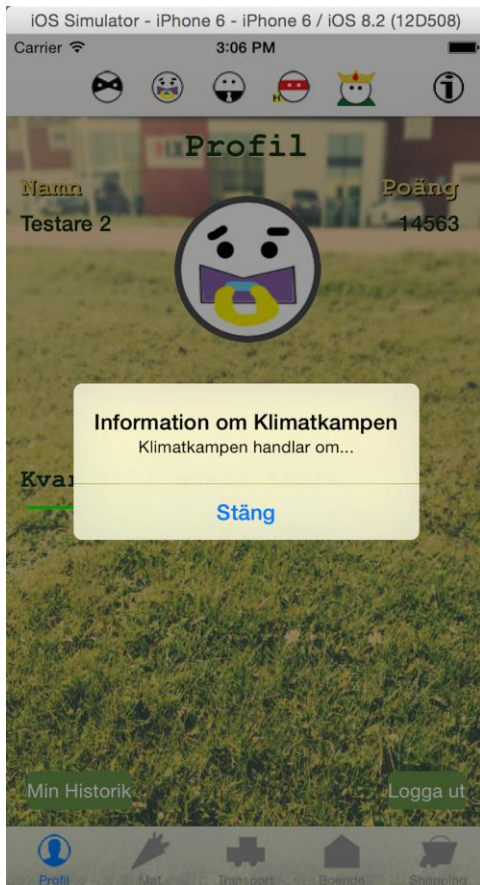 iOS Simulator - iPhone 6 - iPhone 6 / iOS 8.2 (12D508)
Carrier 3:06 PM
H
Profil
Namn Poäng
Testare 2 14563
Information om Klimatkampen
Klimatkampen handlar om...
Stäng
Min Historik Logga ut
Profil Mat Transport Boende Shopping